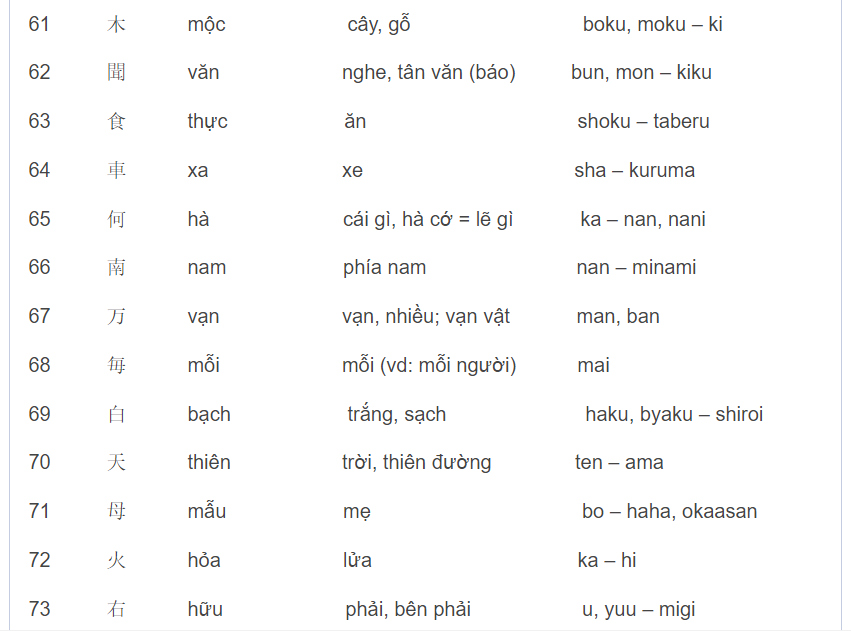 61 木 mộc cây, gỗ boku, moku – ki
62 聞 văn nghe, tân văn (báo) bun, mon – kiku
63 食 thực ăn shoku – taberu
64 車 xa xe sha – kuruma
65 何 hà cái gì, hà cớ = lẽ gì ka – nan, nani
66 南 nam phía nam nan – minami
67 万 vạn vạn, nhiều; vạn vật man, ban
68 毎 mỗi mỗi (vd: mỗi người) mai
69 白 bạch trắng, sạch haku, byaku – shiroi
70 天 thiên trời, thiên đường ten – ama
71 母 mẫu mẹ bo – haha, okaasan
72 火 hỏa lửa ka – hi
73 右 hữu phải, bên phải u, yuu – migi